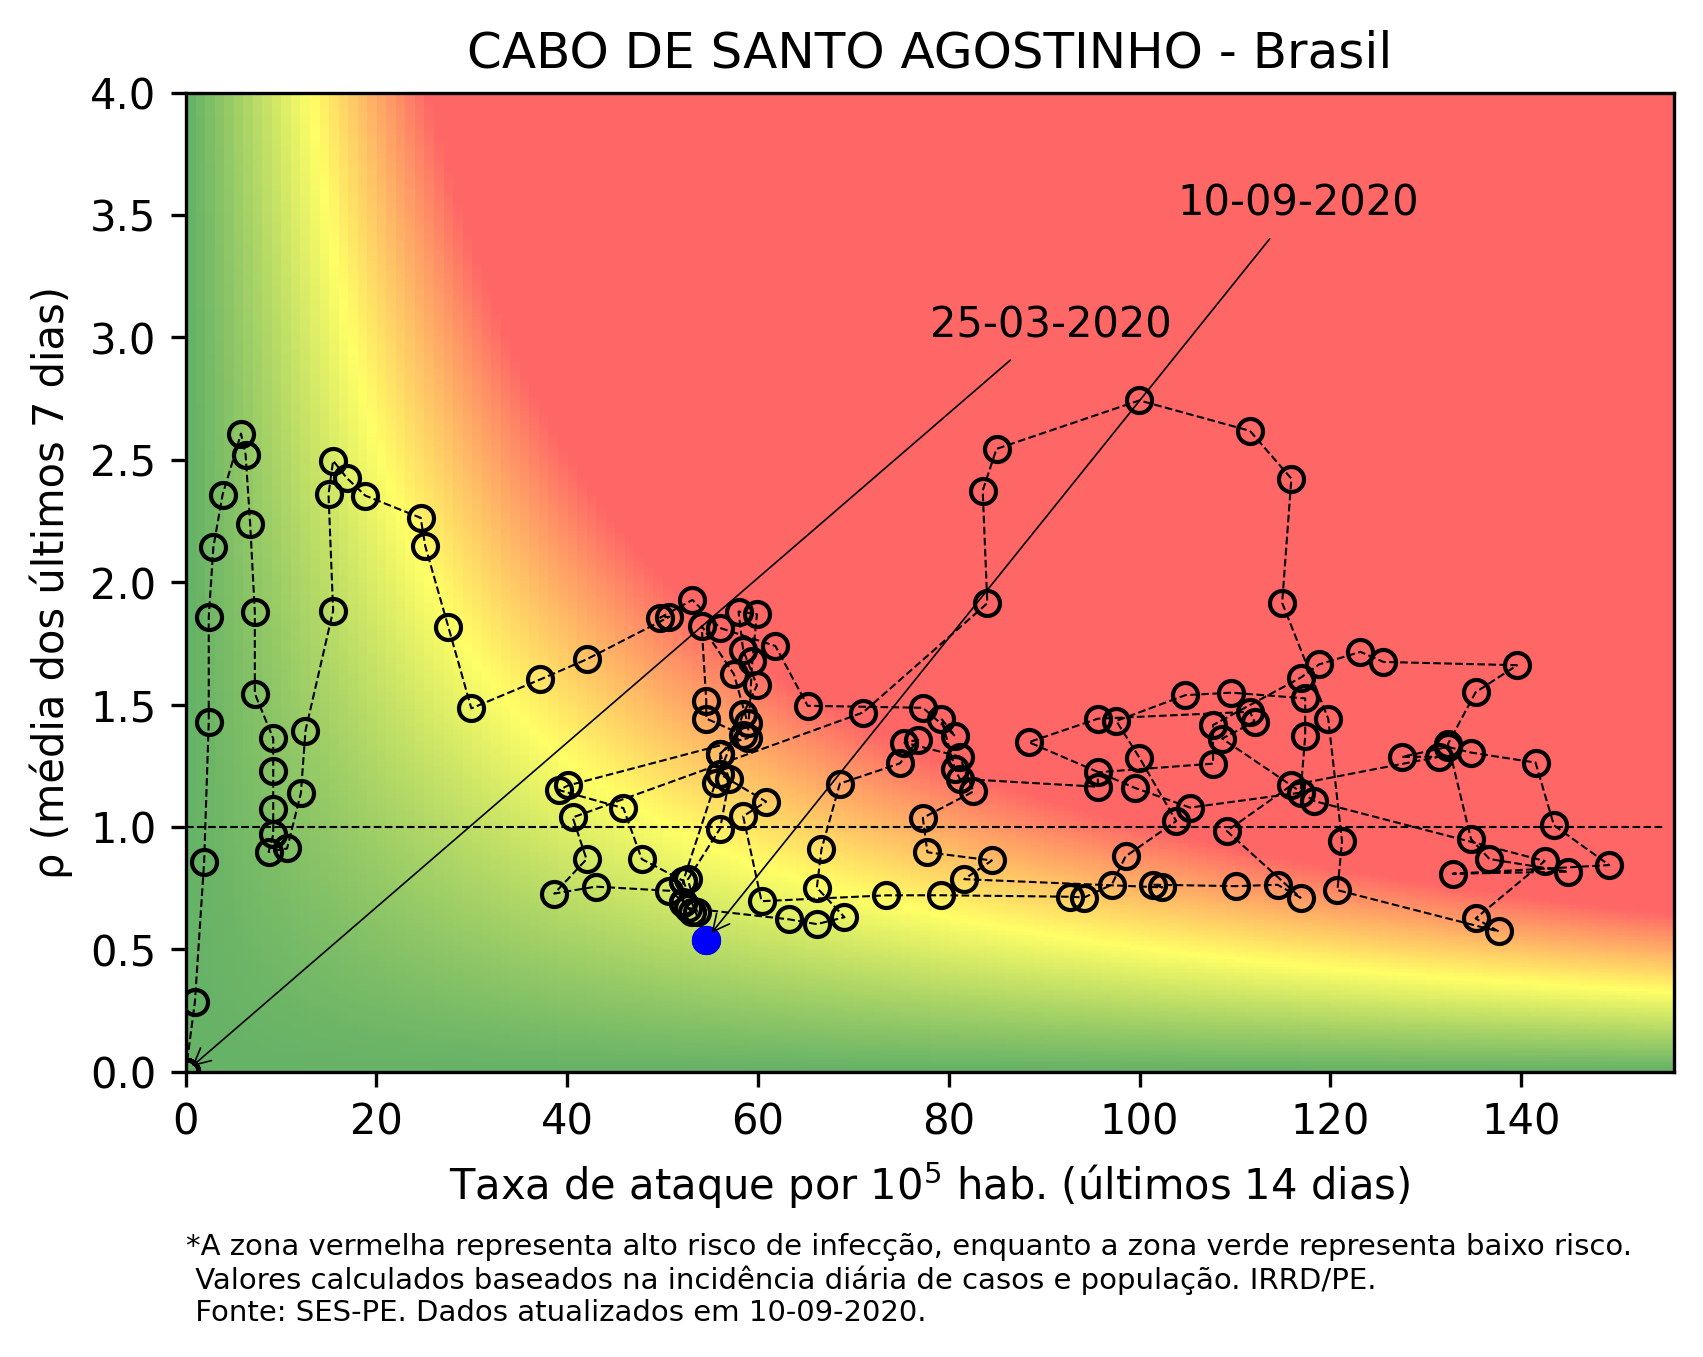 CABO DE SANTO AGOSTINHO - Brasil
4.0
3.5
3.0
2.5
2.0
1.5
1.0
0.5
0.0
ρ (média dos últimos 7 dias)
10-09-2020
25-03-2020
0 20 40 60 80 100 120 140
Taxa de ataque por 10⁵ hab. (últimos 14 dias)
*A zona vermelha representa alto risco de infecção, enquanto a zona verde representa baixo risco.
Valores calculados baseados na incidência diária de casos e população. IRRD/PE.
Fonte: SES-PE. Dados atualizados em 10-09-2020.